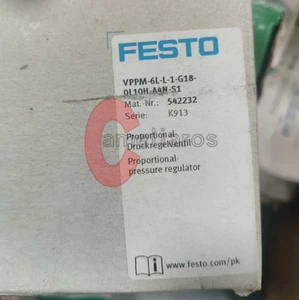 FESTO
VPPM-6L-L-1-G18-
0L10H-A4N-S1
Mat.-Nr.: 542232
Serie: K913
Proportional-
Druckregelventil
Proportional-
pressure regulator
www.festo.com/pk